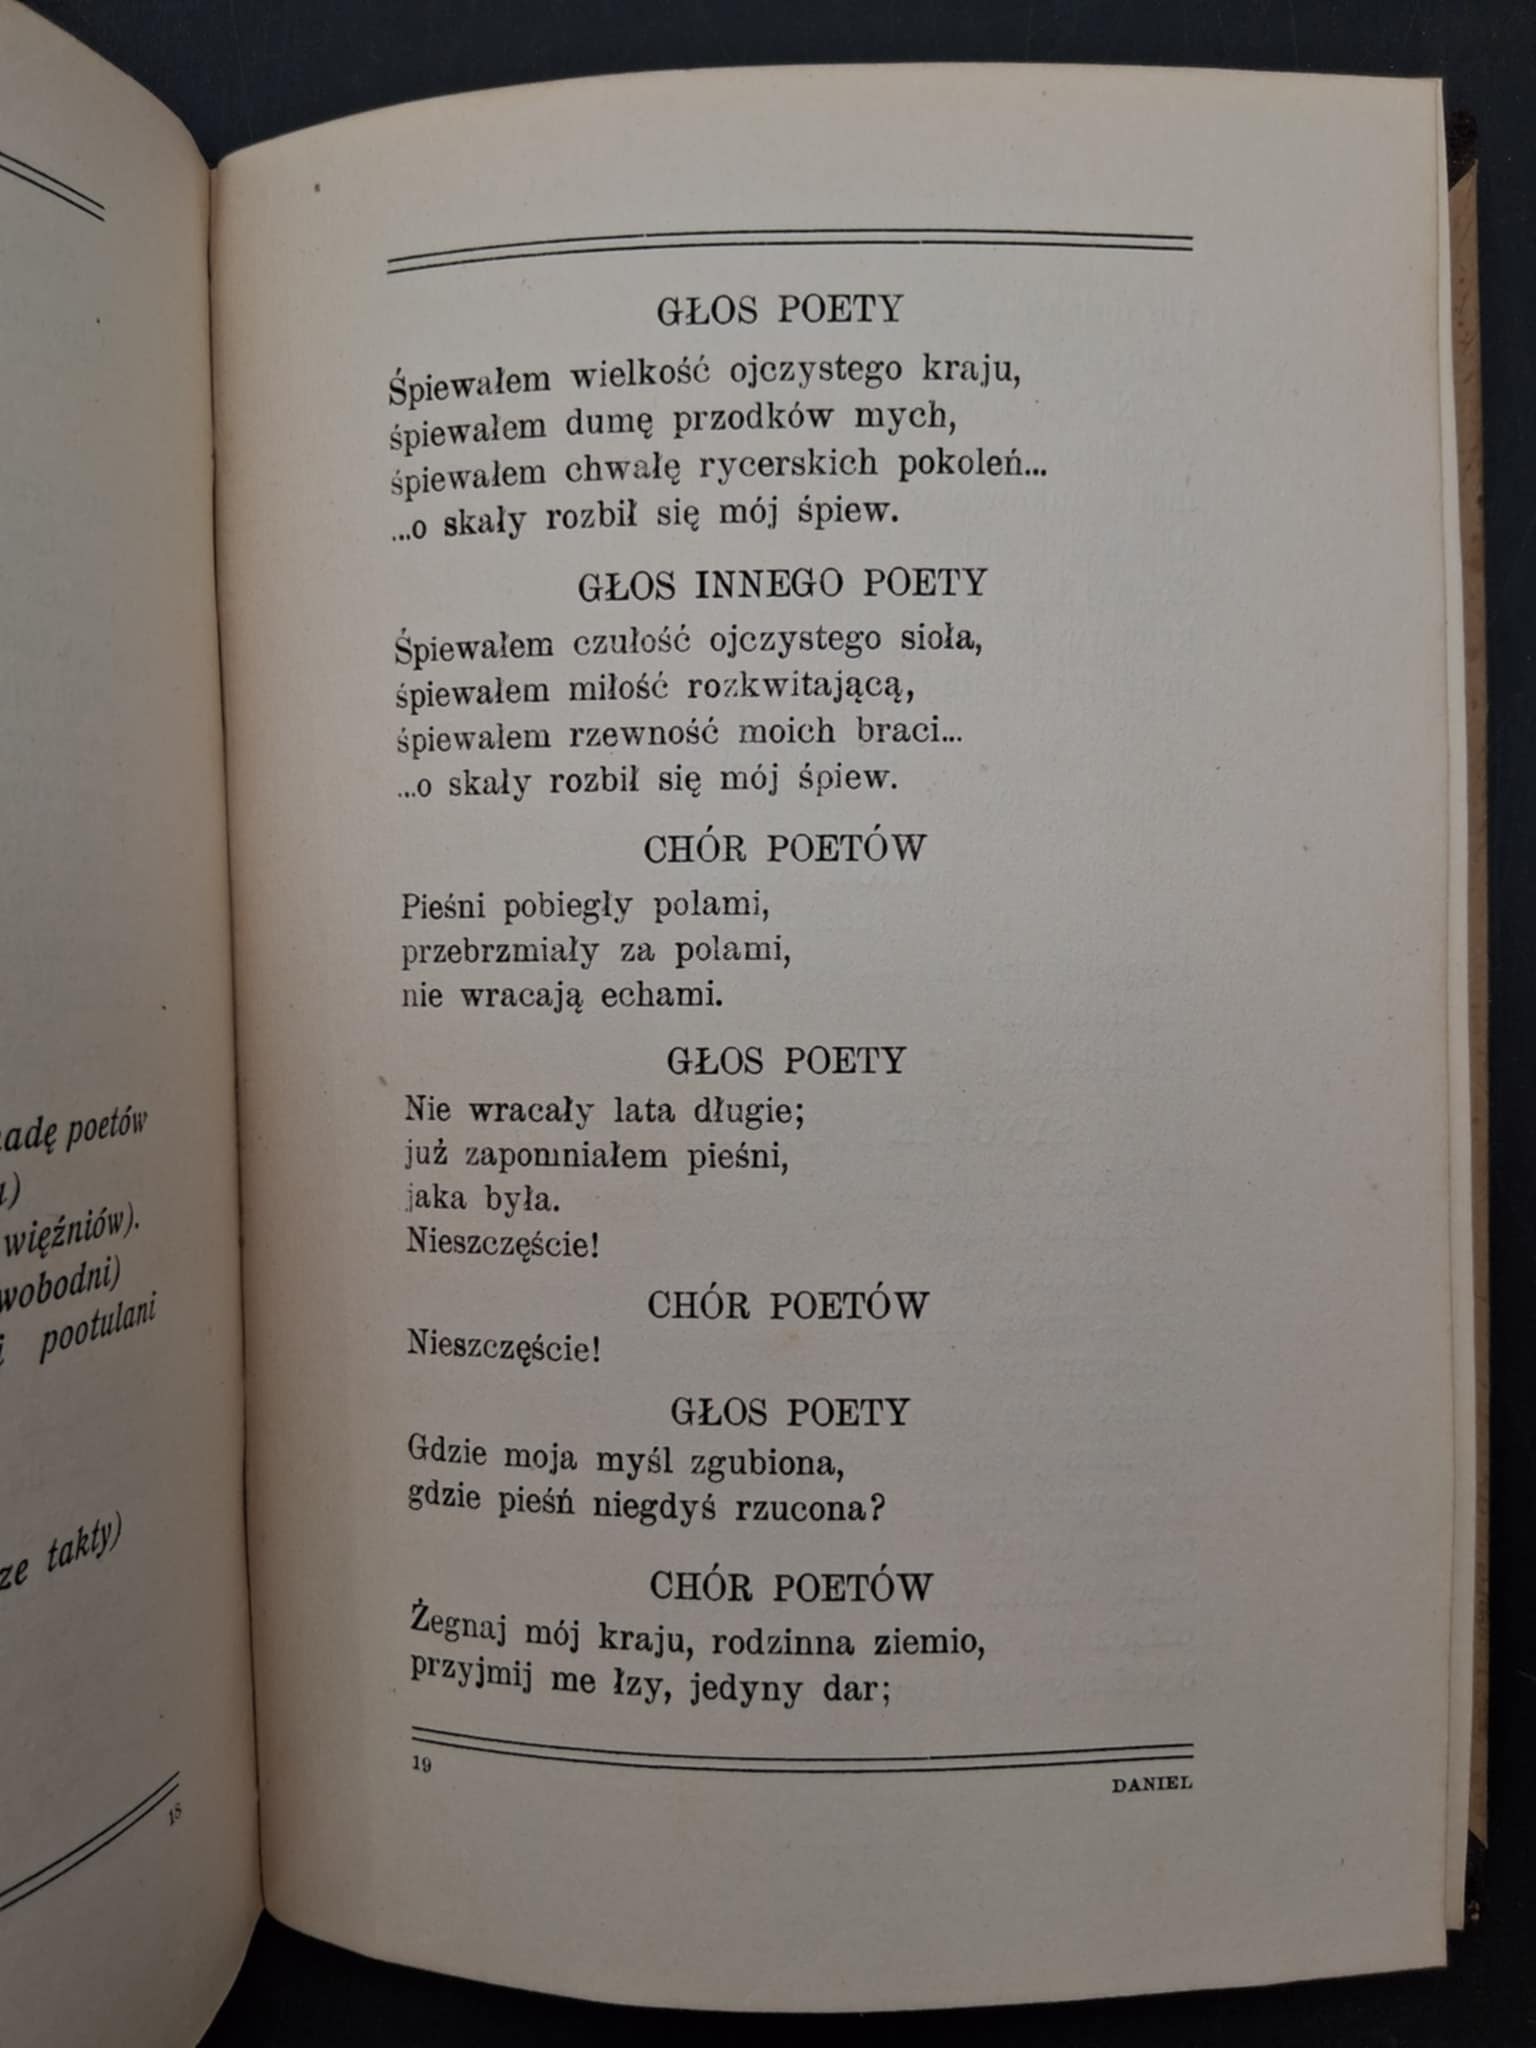 adę poetów
więźniów).
wobodni)
i pootulani
ze takty)
18
GŁOS POETY
Śpiewałem wielkość ojczystego kraju,
śpiewałem dumę przodków mych,
śpiewałem chwałę rycerskich pokoleń...
...o skały rozbił się mój śpiew.
GŁOS INNEGO POETY
Śpiewałem czułość ojczystego sioła,
śpiewałem miłość rozkwitającą,
śpiewałem rzewność moich braci...
...o skały rozbił się mój śpiew.
CHÓR POETÓW
Pieśni pobiegły polami,
przebrzmiały za polami,
nie wracają echami.
GŁOS POETY
Nie wracały lata długie;
już zapomniałem pieśni,
jaka była.
Nieszczęście!
CHÓR POETÓW
Nieszczęście!
GŁOS POETY
Gdzie moja myśl zgubiona,
gdzie pieśń niegdyś rzucona?
CHÓR POETÓW
Żegnaj mój kraju, rodzinna ziemio,
przyjmij me łzy, jedyny dar;
19
DANIEL